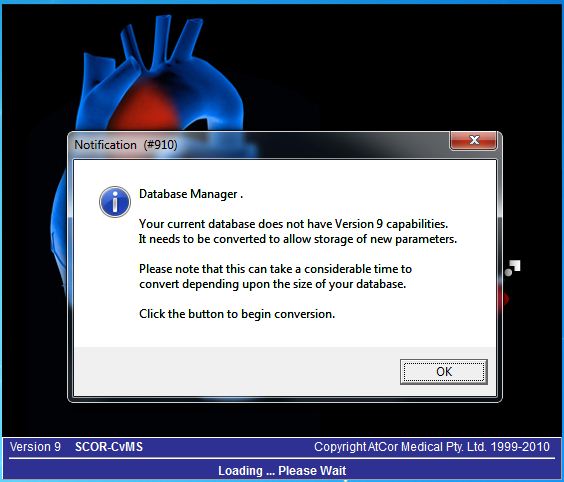 Notification (#910)
Database Manager .
Your current database does not have Version 9 capabilities.
It needs to be converted to allow storage of new parameters.
Please note that this can take a considerable time to
convert depending upon the size of your database.
Click the button to begin conversion.
OK
Version 9 SCOR-CvMS Copyright AtCor Medical Pty. Ltd. 1999-2010
Loading ... Please Wait